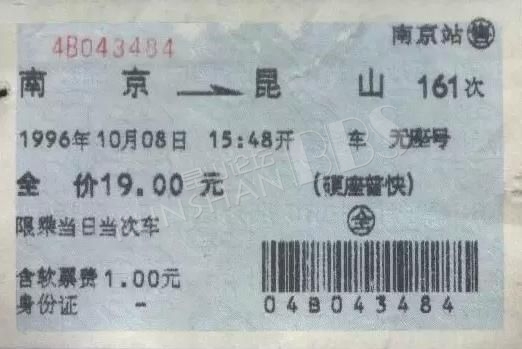 4B043484
南京站 售
南京 → 昆山 161次
1996年10月08日 15:48开 车 无座号
全价19.00元 (硬座普快)
全
限乘当日当次车
含软票费1.00元
身份证 -
04B043484
BBS